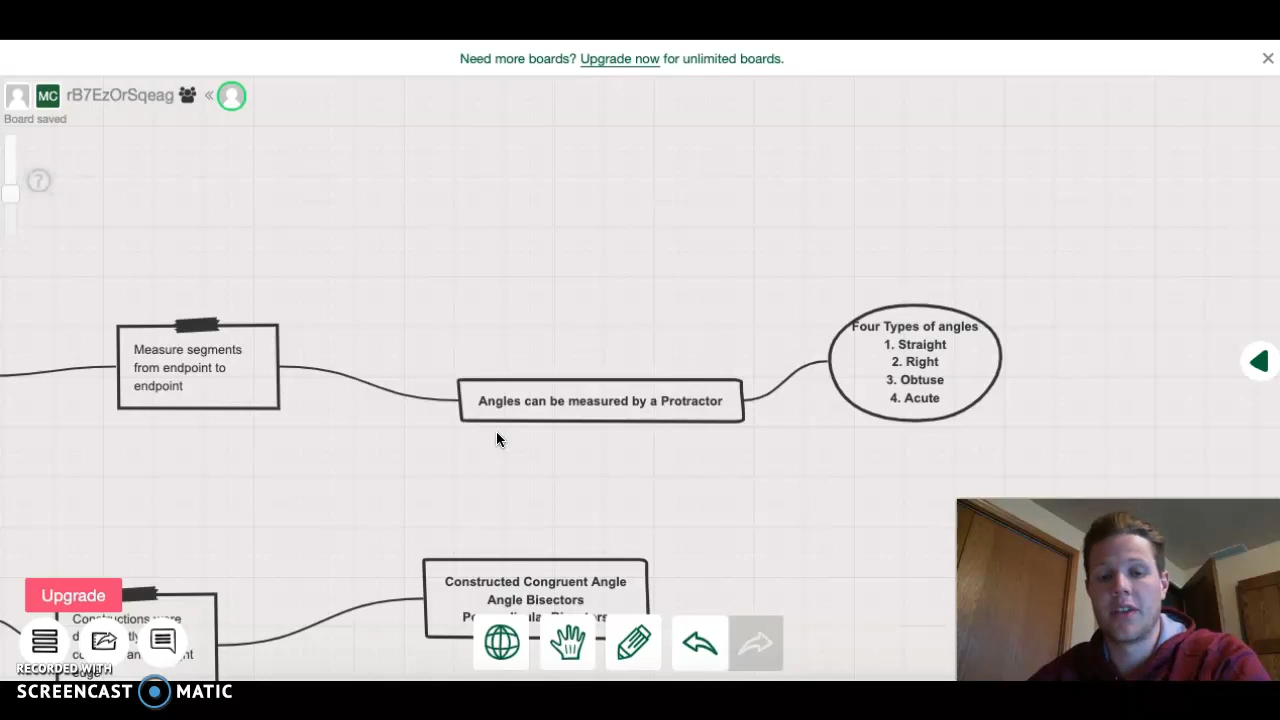 Need more boards? Upgrade now for unlimited boards.
MC rB7EzOrSqeag
Board saved
?
Measure segments
from endpoint to
endpoint
Angles can be measured by a Protractor
Four Types of angles
1. Straight
2. Right
3. Obtuse
4. Acute
Constructed Congruent Angle
Angle Bisectors
Upgrade
Constructions were
RECORDED WITH
SCREENCAST MATIC